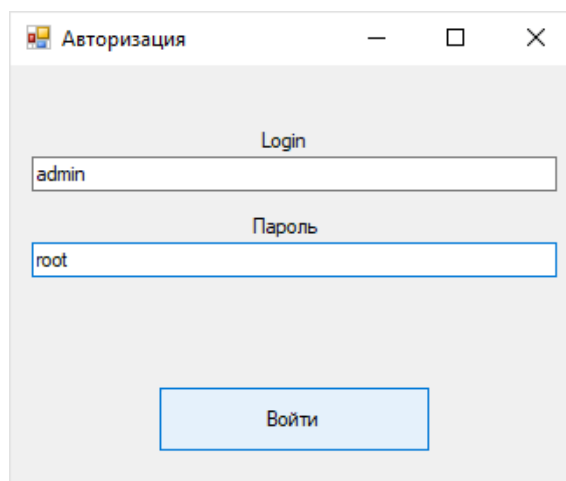 Авторизация
Login
admin
Пароль
root
Войти